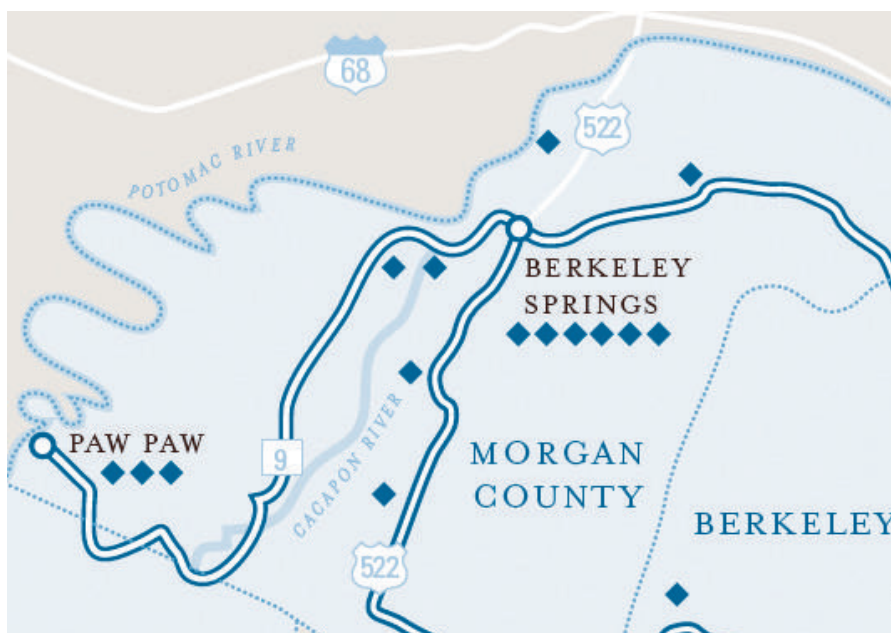 68
522
POTOMAC RIVER
BERKELEY
SPRINGS
PAW PAW
9
CACAPON RIVER
MORGAN
COUNTY
BERKELEY
522